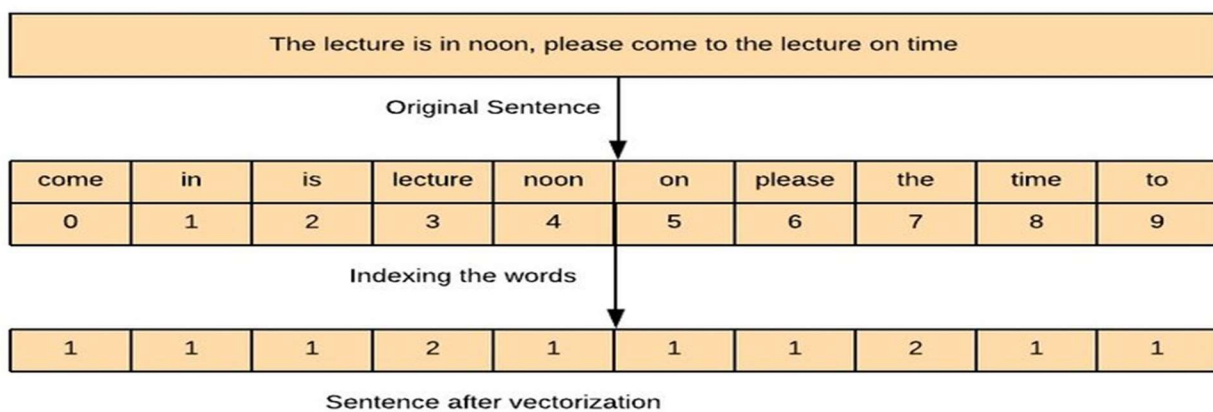 The lecture is in noon, please come to the lecture on time
Original Sentence
come in is lecture noon on please the time to
0 1 2 3 4 5 6 7 8 9
Indexing the words
1 1 1 2 1 1 1 2 1 1
Sentence after vectorization